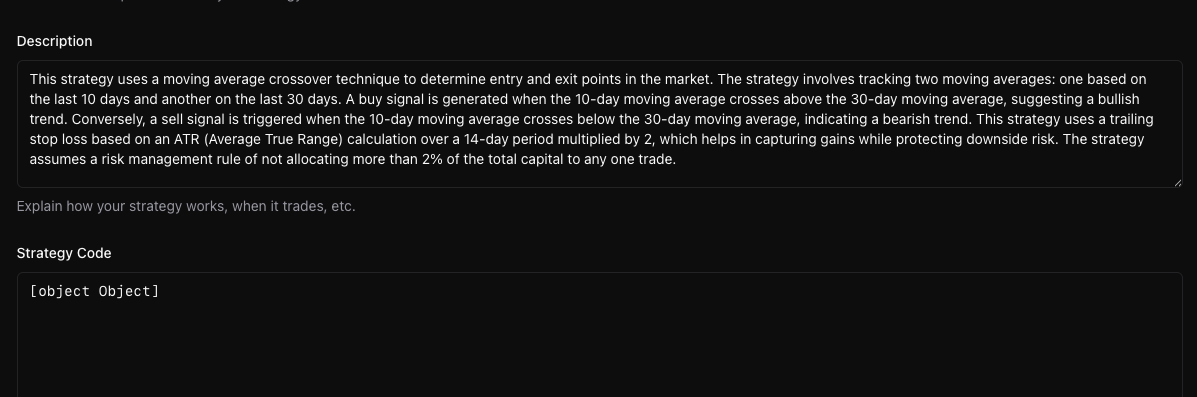 Description
This strategy uses a moving average crossover technique to determine entry and exit points in the market. The strategy involves tracking two moving averages: one based on
the last 10 days and another on the last 30 days. A buy signal is generated when the 10-day moving average crosses above the 30-day moving average, suggesting a bullish
trend. Conversely, a sell signal is triggered when the 10-day moving average crosses below the 30-day moving average, indicating a bearish trend. This strategy uses a trailing
stop loss based on an ATR (Average True Range) calculation over a 14-day period multiplied by 2, which helps in capturing gains while protecting downside risk. The strategy
assumes a risk management rule of not allocating more than 2% of the total capital to any one trade.
Explain how your strategy works, when it trades, etc.
Strategy Code
[object Object]